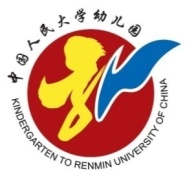 中国人民大学幼儿园
KINDERGARTEN TO RENMIN UNIVERSITY OF CHINA